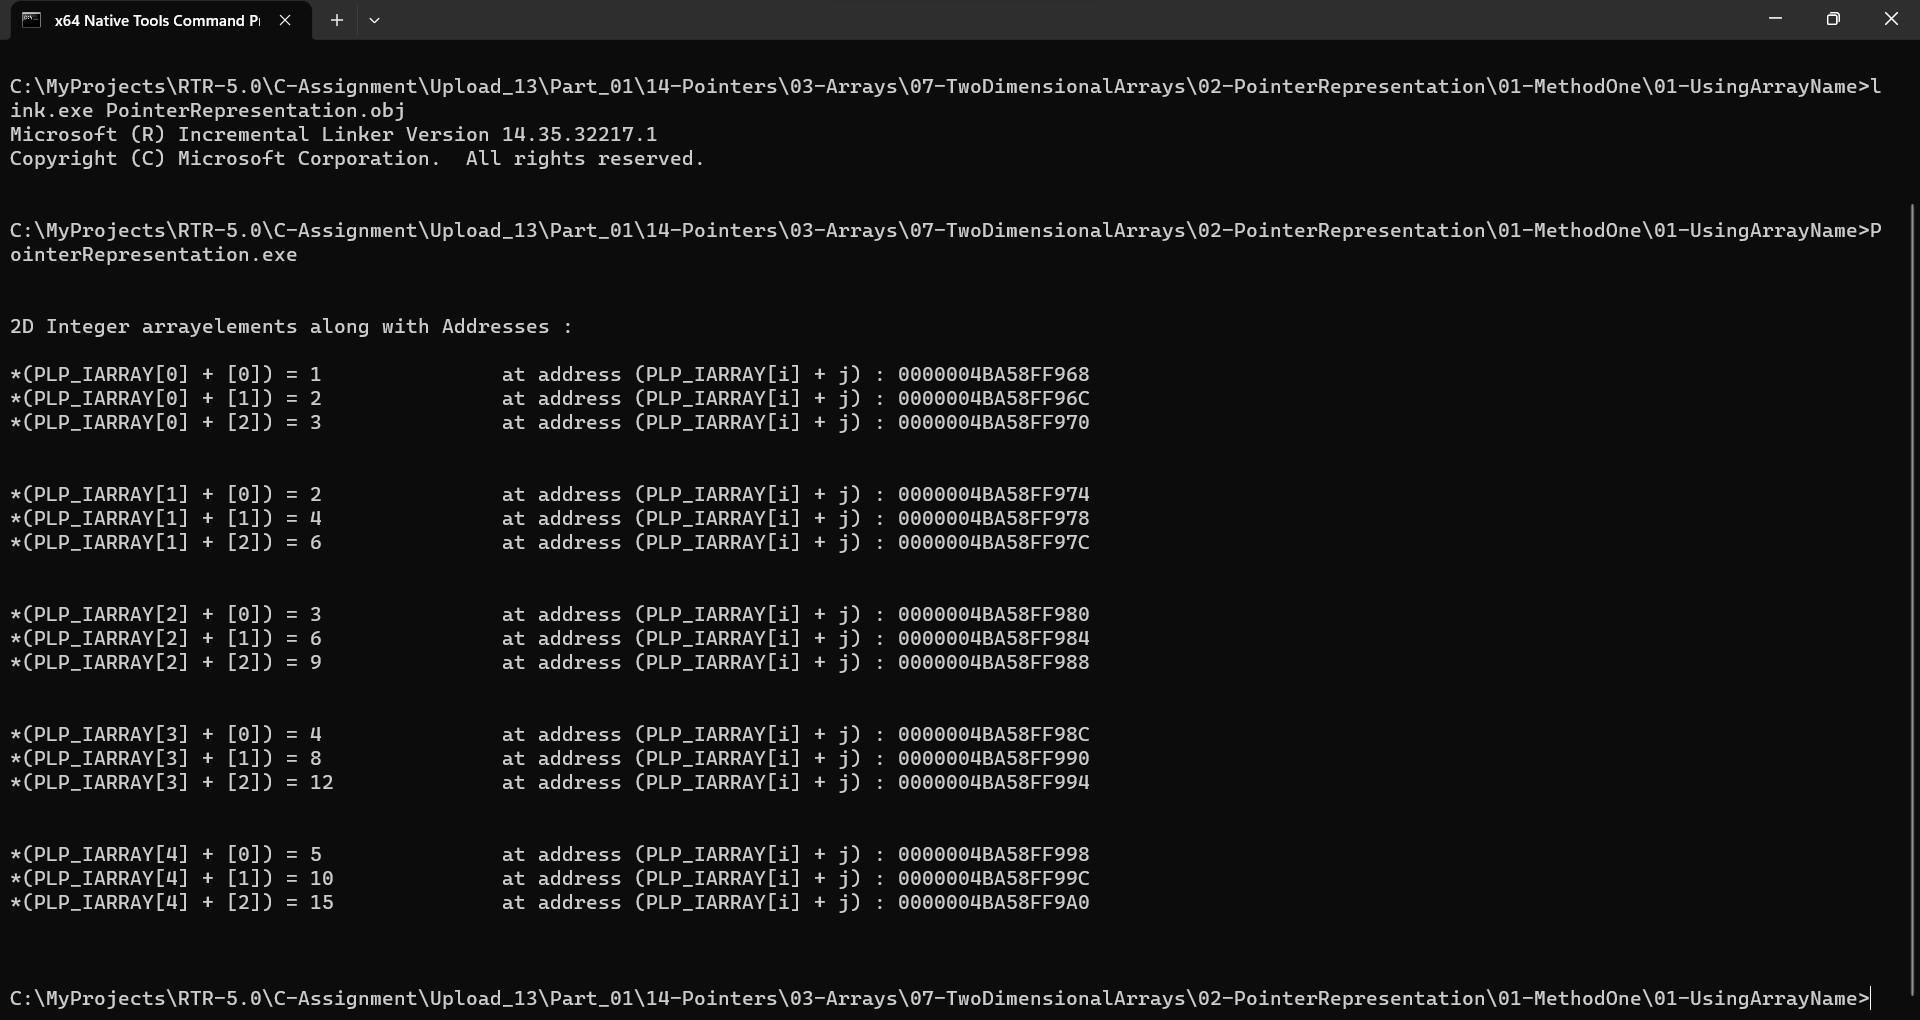 x64 Native Tools Command P
C:\MyProjects\RTR-5.0\C-Assignment\Upload_13\Part_01\14-Pointers\03-Arrays\07-TwoDimensionalArrays\02-PointerRepresentation\01-MethodOne\01-UsingArrayName>l
ink.exe PointerRepresentation.obj
Microsoft (R) Incremental Linker Version 14.35.32217.1
Copyright (C) Microsoft Corporation.  All rights reserved.
C:\MyProjects\RTR-5.0\C-Assignment\Upload_13\Part_01\14-Pointers\03-Arrays\07-TwoDimensionalArrays\02-PointerRepresentation\01-MethodOne\01-UsingArrayName>P
ointerRepresentation.exe
2D Integer arrayelements along with Addresses :
*(PLP_IARRAY[0] + [0]) = 1               at address (PLP_IARRAY[i] + j) : 0000004BA58FF968
*(PLP_IARRAY[0] + [1]) = 2               at address (PLP_IARRAY[i] + j) : 0000004BA58FF96C
*(PLP_IARRAY[0] + [2]) = 3               at address (PLP_IARRAY[i] + j) : 0000004BA58FF970
*(PLP_IARRAY[1] + [0]) = 2               at address (PLP_IARRAY[i] + j) : 0000004BA58FF974
*(PLP_IARRAY[1] + [1]) = 4               at address (PLP_IARRAY[i] + j) : 0000004BA58FF978
*(PLP_IARRAY[1] + [2]) = 6               at address (PLP_IARRAY[i] + j) : 0000004BA58FF97C
*(PLP_IARRAY[2] + [0]) = 3               at address (PLP_IARRAY[i] + j) : 0000004BA58FF980
*(PLP_IARRAY[2] + [1]) = 6               at address (PLP_IARRAY[i] + j) : 0000004BA58FF984
*(PLP_IARRAY[2] + [2]) = 9               at address (PLP_IARRAY[i] + j) : 0000004BA58FF988
*(PLP_IARRAY[3] + [0]) = 4               at address (PLP_IARRAY[i] + j) : 0000004BA58FF98C
*(PLP_IARRAY[3] + [1]) = 8               at address (PLP_IARRAY[i] + j) : 0000004BA58FF990
*(PLP_IARRAY[3] + [2]) = 12              at address (PLP_IARRAY[i] + j) : 0000004BA58FF994
*(PLP_IARRAY[4] + [0]) = 5               at address (PLP_IARRAY[i] + j) : 0000004BA58FF998
*(PLP_IARRAY[4] + [1]) = 10              at address (PLP_IARRAY[i] + j) : 0000004BA58FF99C
*(PLP_IARRAY[4] + [2]) = 15              at address (PLP_IARRAY[i] + j) : 0000004BA58FF9A0
C:\MyProjects\RTR-5.0\C-Assignment\Upload_13\Part_01\14-Pointers\03-Arrays\07-TwoDimensionalArrays\02-PointerRepresentation\01-MethodOne\01-UsingArrayName>